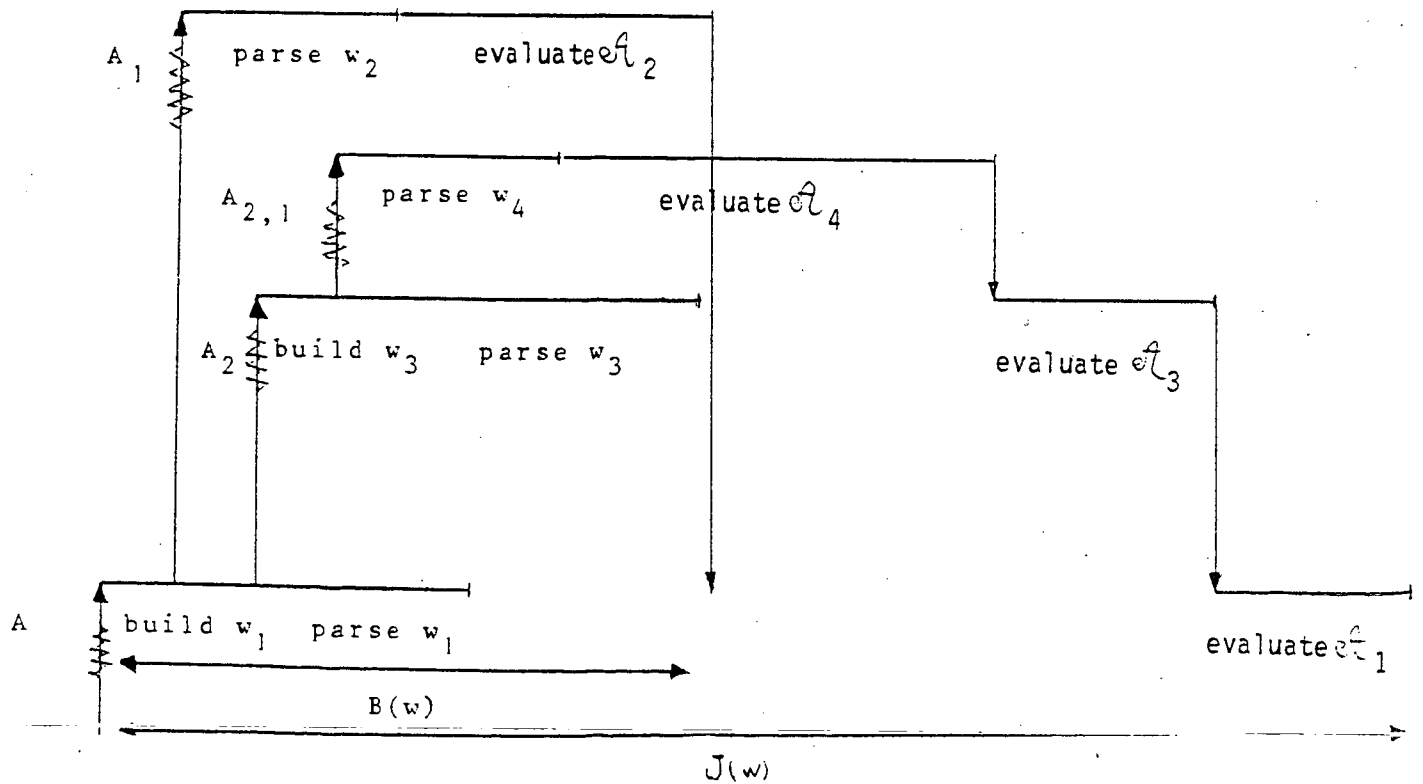 A₁ parse w₂ evaluate 𝒜₂
A₂,₁ parse w₄ evaluate 𝒜₄
A₂ build w₃ parse w₃ evaluate 𝒜₃
A build w₁ parse w₁ evaluate 𝒜₁
B(w)
J(w)